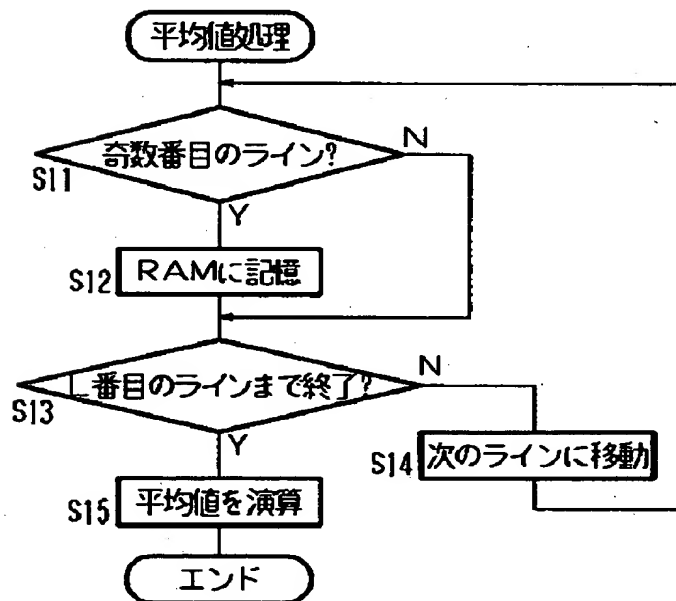 平均値処理
奇数番目のライン?
N
S11
Y
S12
RAMに記憶
L番目のラインまで終了?
N
S13
Y
S14
次のラインに移動
S15
平均値を演算
エンド